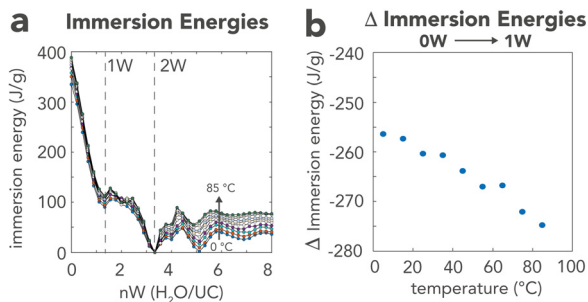 a
Immersion Energies
1W
2W
400
300
200
100
0
immersion energy (J/g)
85 °C
0 °C
0
2
4
6
8
nW (H₂O/UC)
b
Δ Immersion Energies
0W → 1W
-240
-250
-260
-270
-280
Δ Immersion energy (J/g)
0
20
40
60
80
100
temperature (°C)